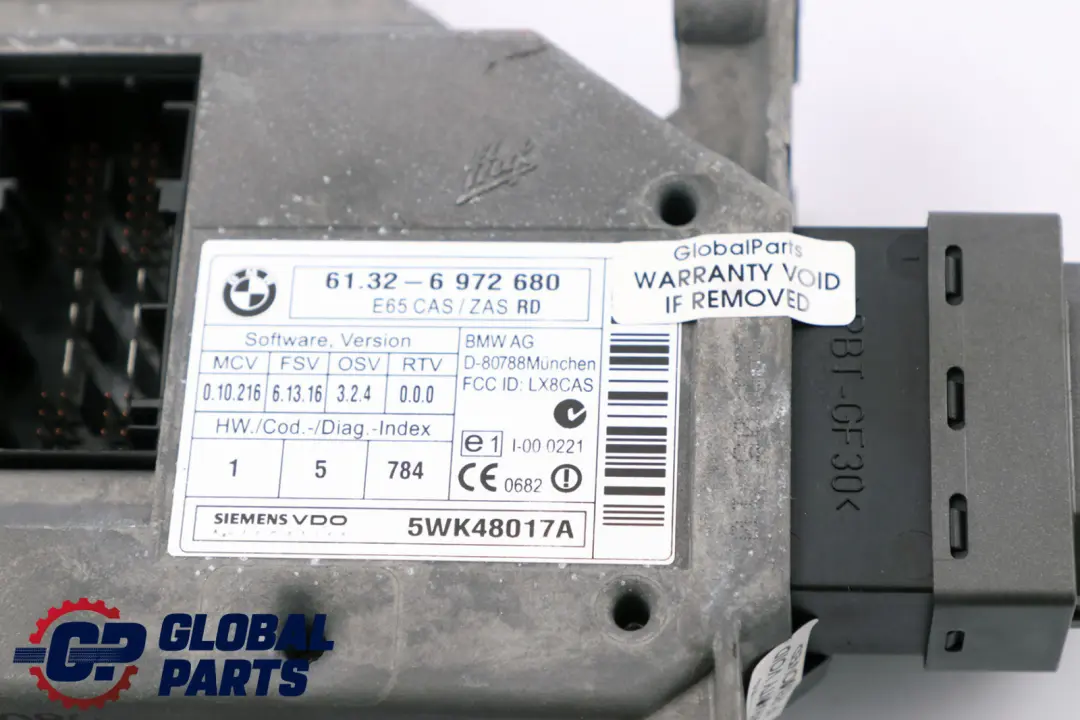 61.32-6 972 680
E65 CAS/ZAS RD
Software, Version
MCV FSV OSV RTV
0.10.216 6.13.16 3.2.4 0.0.0
HW./Cod.-/Diag.-Index
1 5 784
BMW AG
D-80788München
FCC ID: LX8CAS
e1 I-00 0221
CE 0682
SIEMENS VDO
5WK48017A
GlobalParts
WARRANTY VOID
IF REMOVED
PBT-GF30<
GP GLOBAL
PARTS